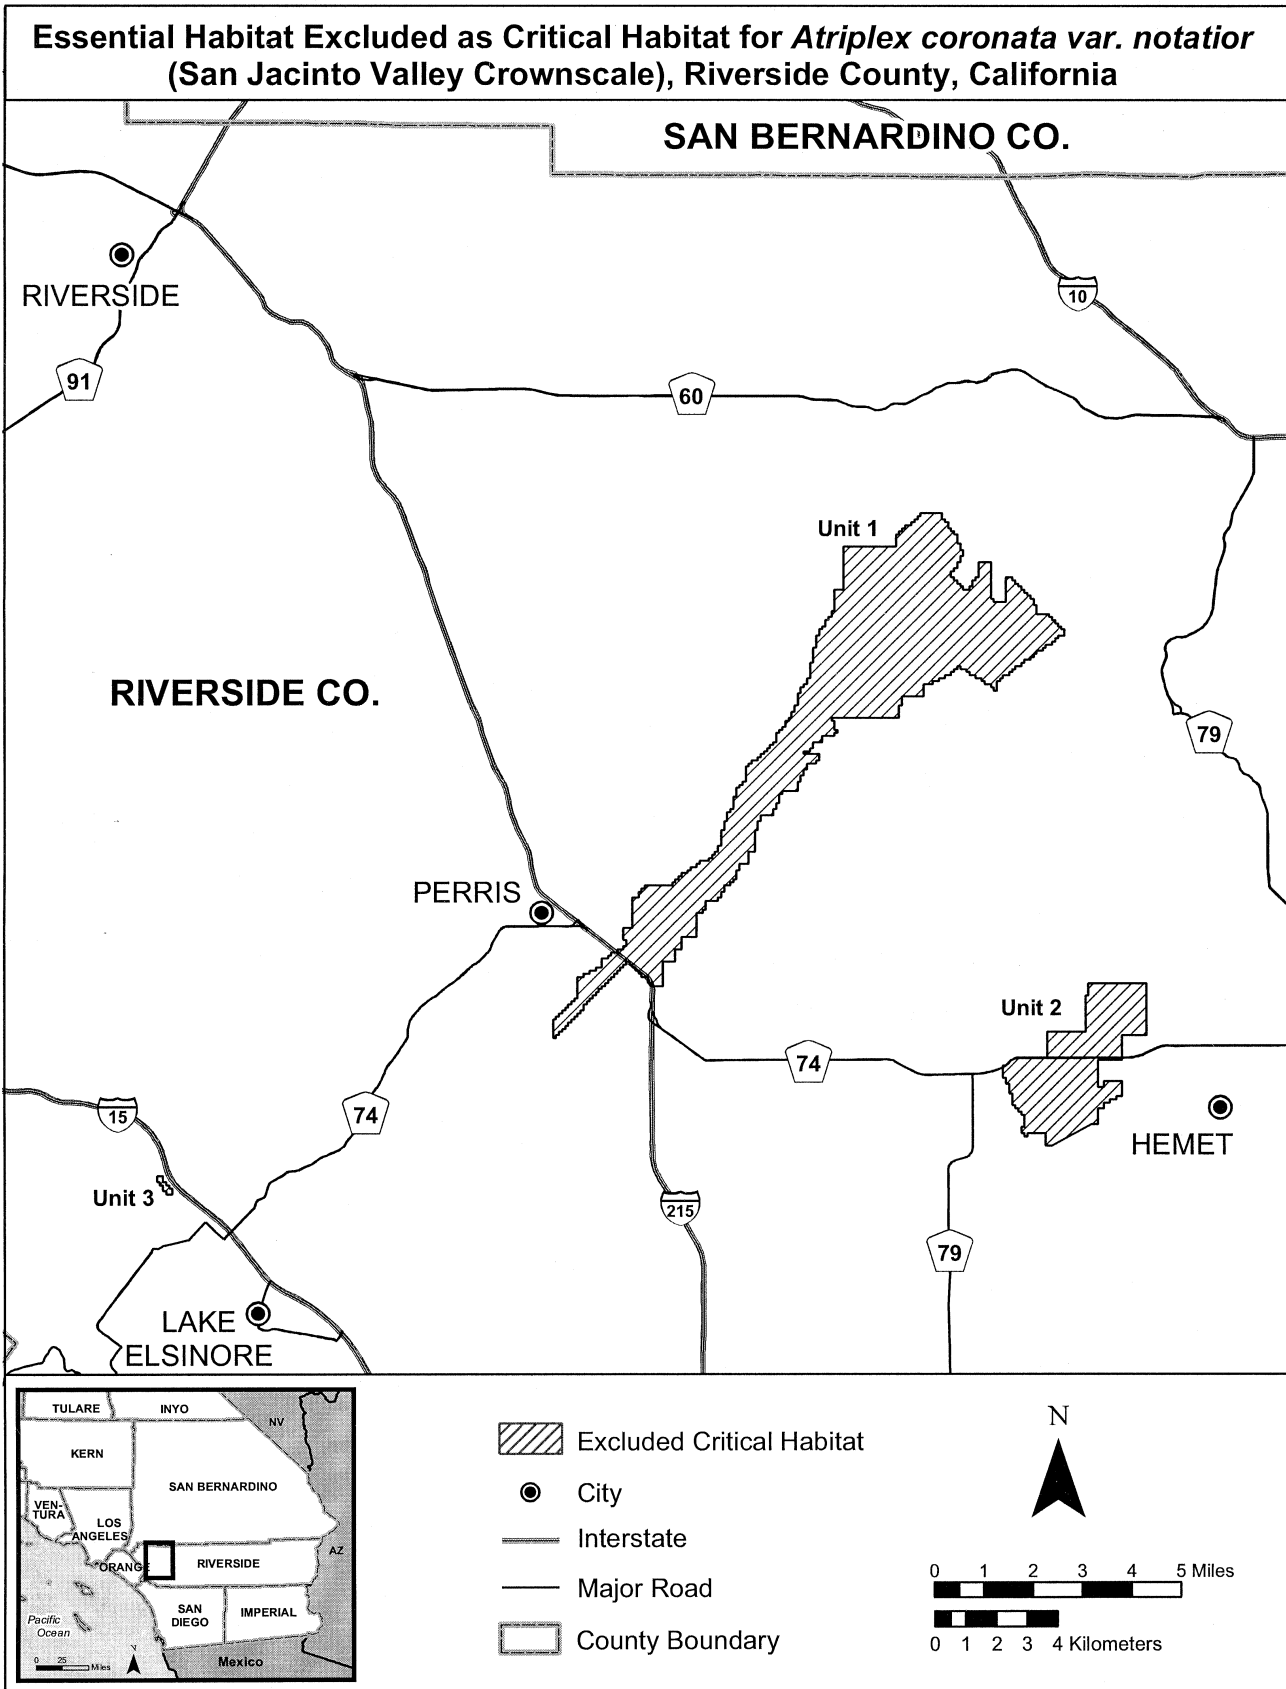 Essential Habitat Excluded as Critical Habitat for Atriplex coronata var. notatior
(San Jacinto Valley Crownscale), Riverside County, California
SAN BERNARDINO CO.
RIVERSIDE
10
91
60
Unit 1
RIVERSIDE CO.
79
PERRIS
Unit 2
74
74
15
HEMET
Unit 3
215
79
LAKE
ELSINORE
TULARE
INYO
NV
KERN
SAN BERNARDINO
VEN-
TURA
LOS
ANGELES
AZ
ORANGE
RIVERSIDE
SAN
DIEGO
IMPERIAL
Pacific
Ocean
N
0 25 Miles
Mexico
Excluded Critical Habitat
City
Interstate
Major Road
County Boundary
N
0 1 2 3 4 5 Miles
0 1 2 3 4 Kilometers